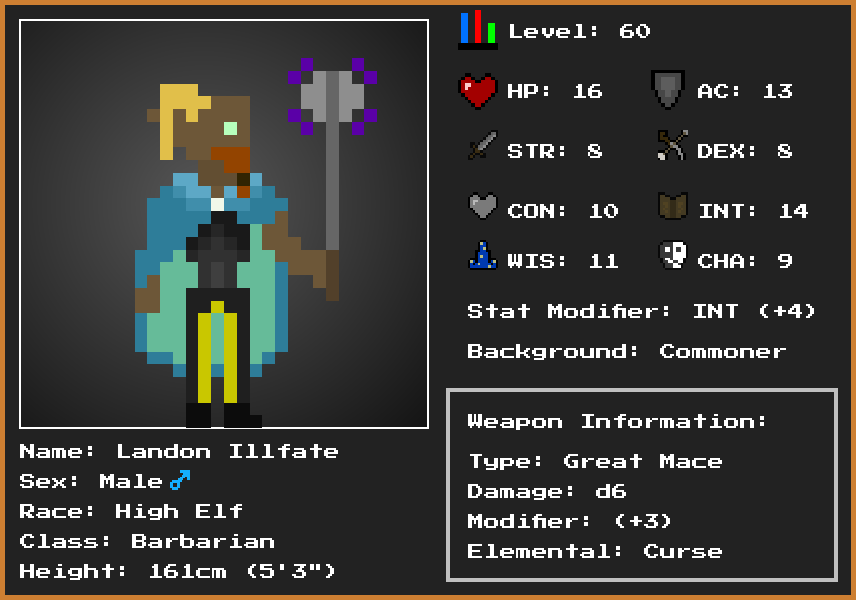 Level: 60
HP: 16
AC: 13
STR: 8
DEX: 8
CON: 10
INT: 14
WIS: 11
CHA: 9
Stat Modifier: INT (+4)
Background: Commoner
Weapon Information:
Type: Great Mace
Damage: d6
Modifier: (+3)
Elemental: Curse
Name: Landon Illfate
Sex: Male♂
Race: High Elf
Class: Barbarian
Height: 161cm (5'3")